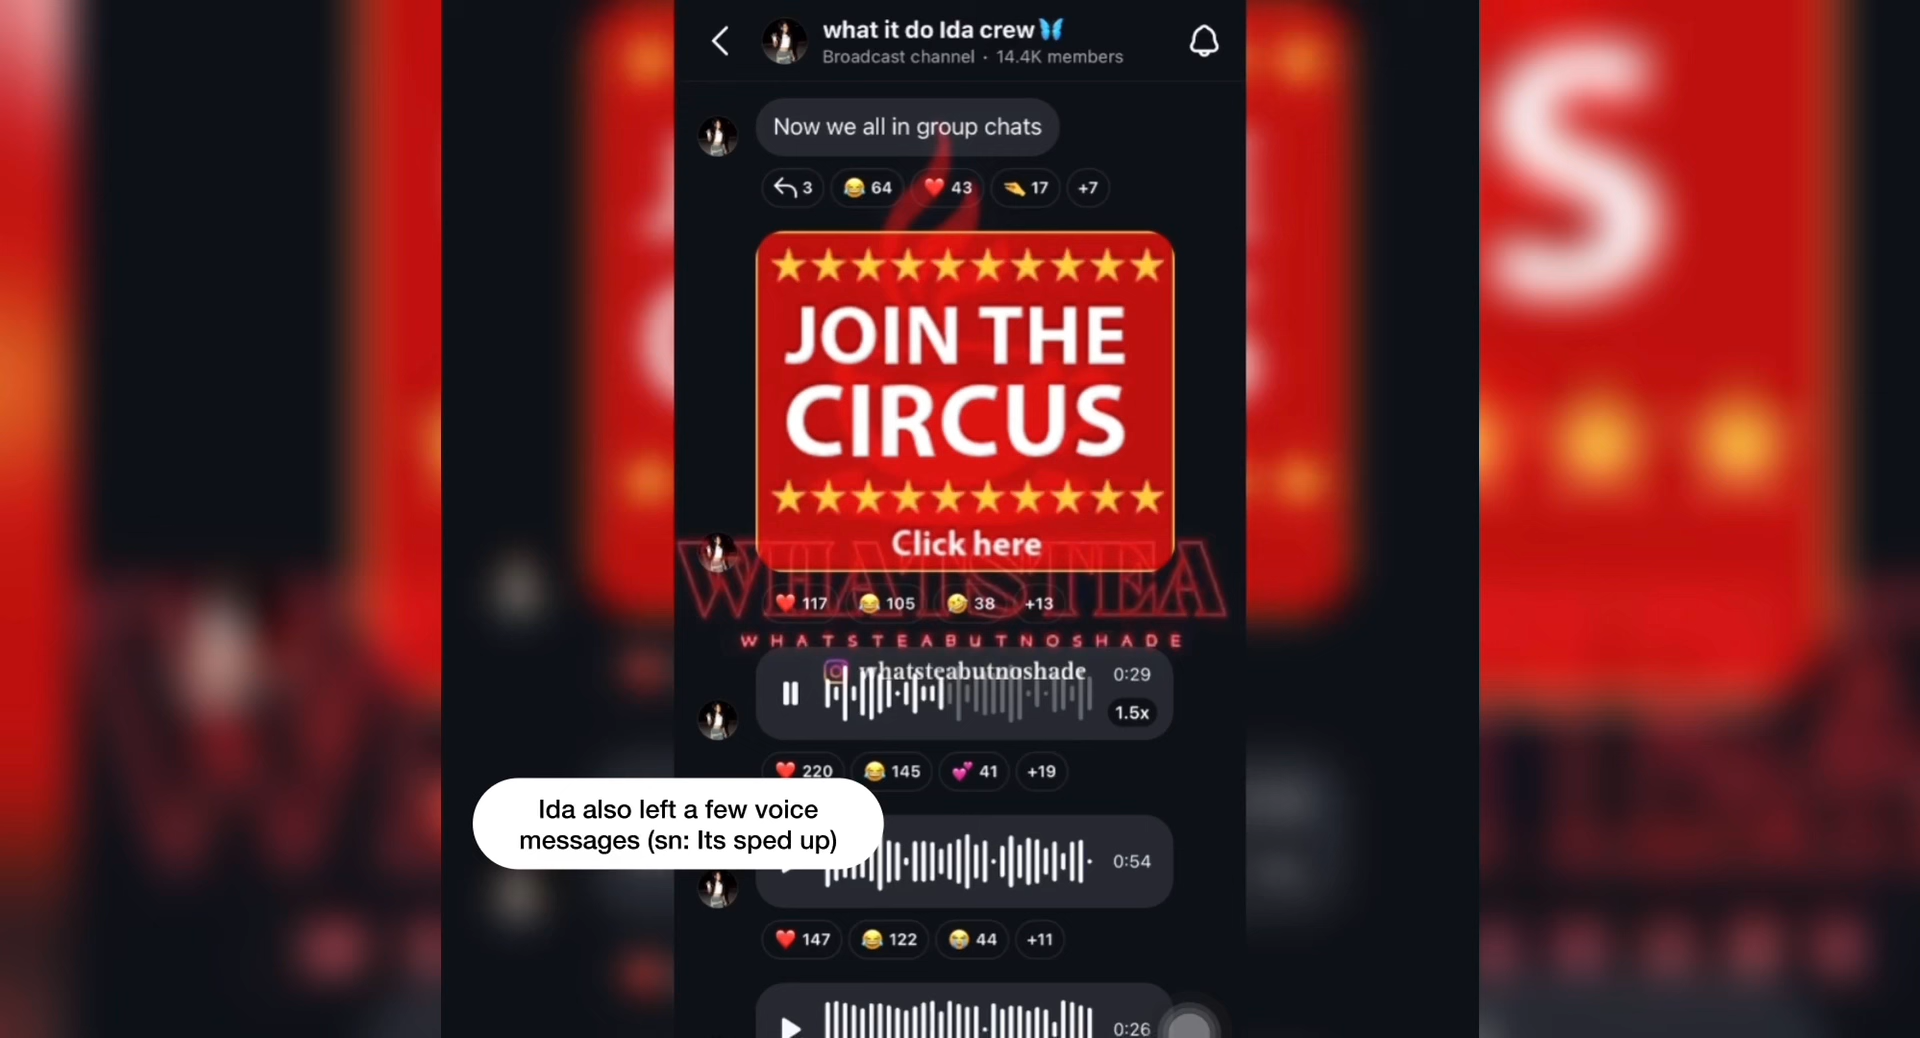 what it do Ida crew🦋
Broadcast channel · 14.4K members
Now we all in group chats
3 😂 64 ❤️ 43 🤏 17 +7
JOIN THE
CIRCUS
Click here
WHATSTEA
❤️ 117 😂 105 🤣 38 +13
WHATSTEABUTNOSHADE
whatsteabutnoshade
0:29
1.5x
❤️ 220 😂 145 💕 41 +19
Ida also left a few voice
messages (sn: Its sped up)
0:54
❤️ 147 😂 122 😭 44 +11
0:26
S